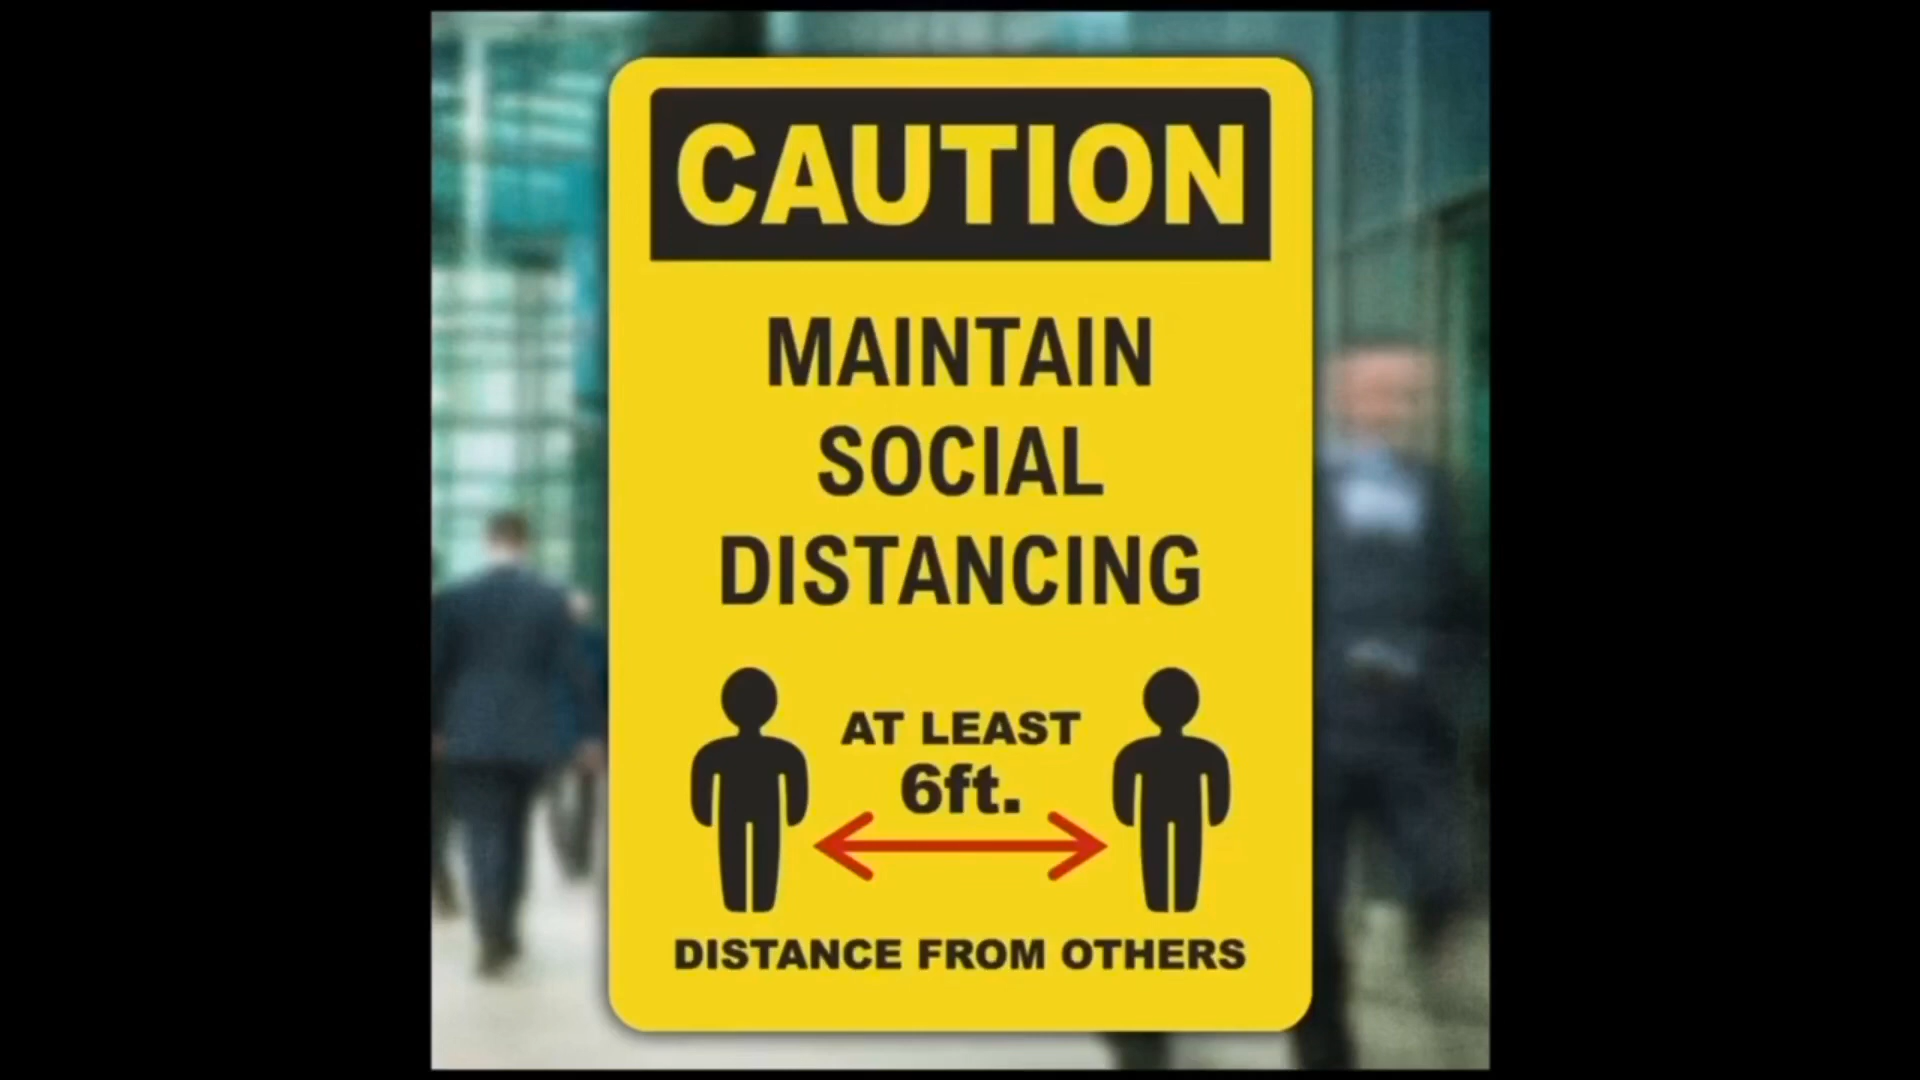 CAUTION
MAINTAIN
SOCIAL
DISTANCING
AT LEAST
6ft.
DISTANCE FROM OTHERS